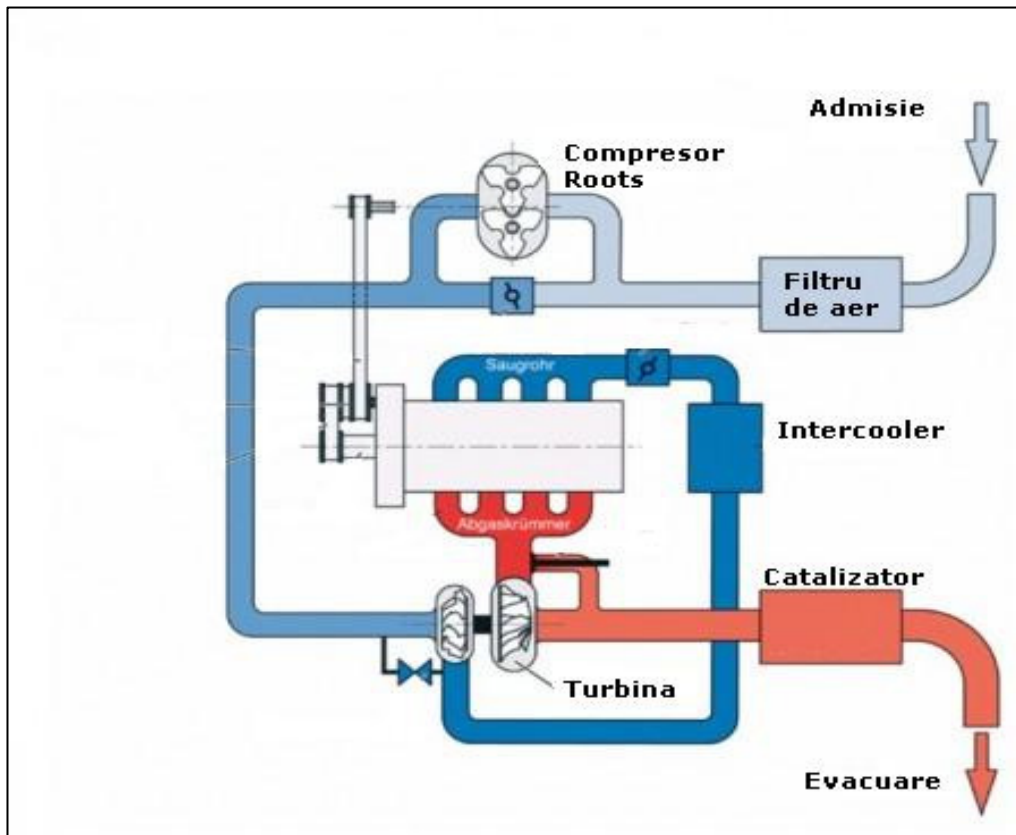 Admisie
Compresor
Roots
Filtru
de aer
Saugrohr
Intercooler
Abgaskrümmer
Catalizator
Turbina
Evacuare